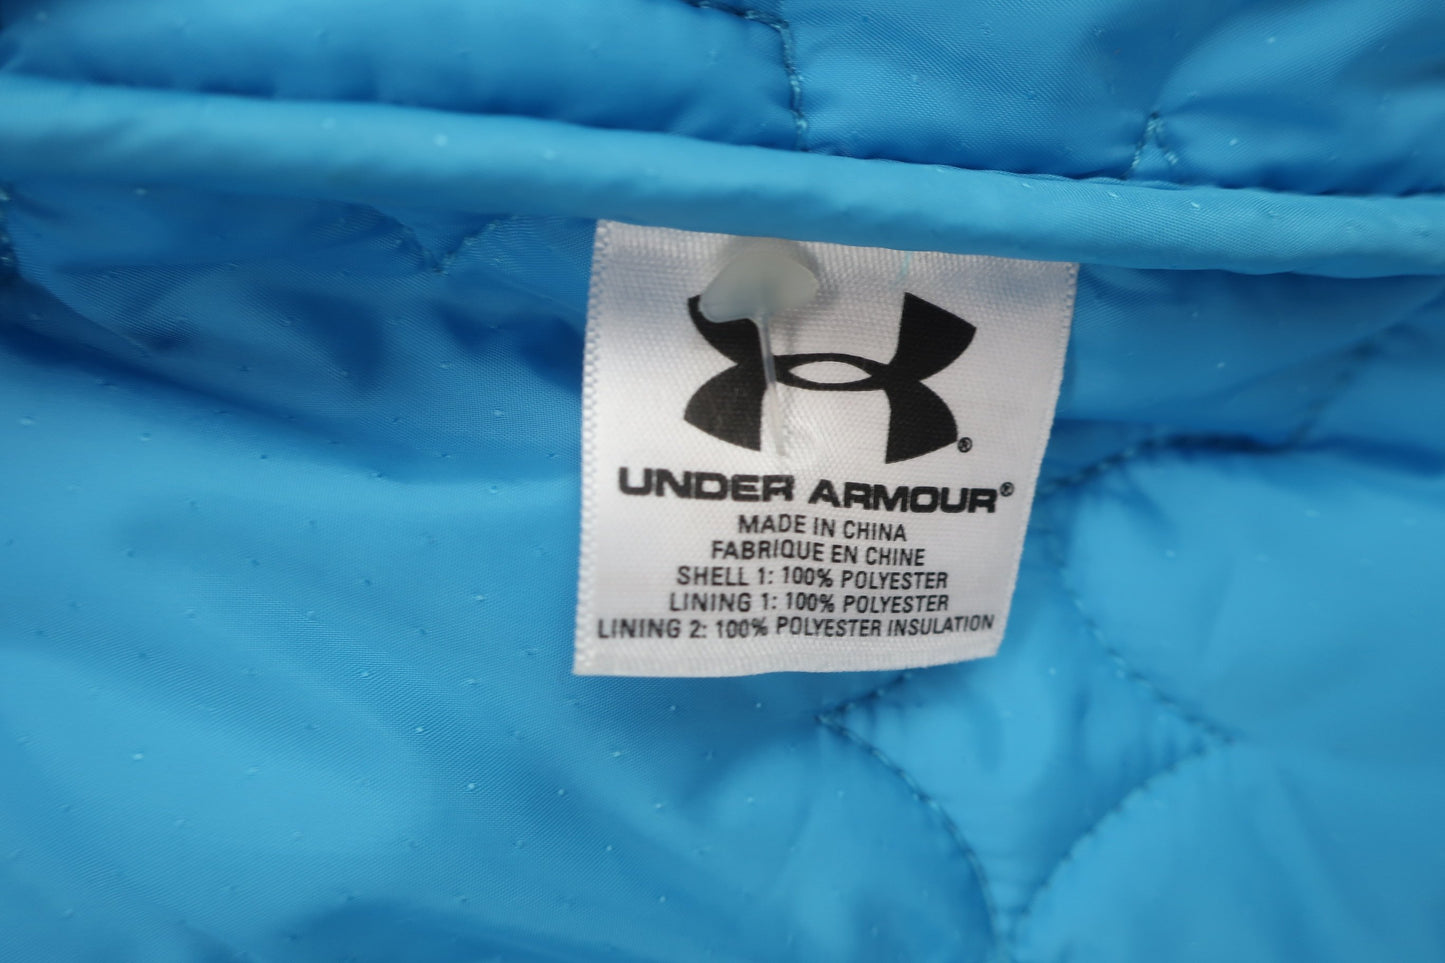 ®
UNDER ARMOUR®
MADE IN CHINA
FABRIQUE EN CHINE
SHELL 1: 100% POLYESTER
LINING 1: 100% POLYESTER
LINING 2: 100% POLYESTER INSULATION